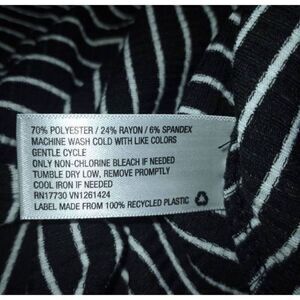 70% POLYESTER / 24% RAYON / 6% SPANDEX
MACHINE WASH COLD WITH LIKE COLORS
GENTLE CYCLE
ONLY NON-CHLORINE BLEACH IF NEEDED
TUMBLE DRY LOW, REMOVE PROMPTLY
COOL IRON IF NEEDED
RN17730 VN1261424
LABEL MADE FROM 100% RECYCLED PLASTIC